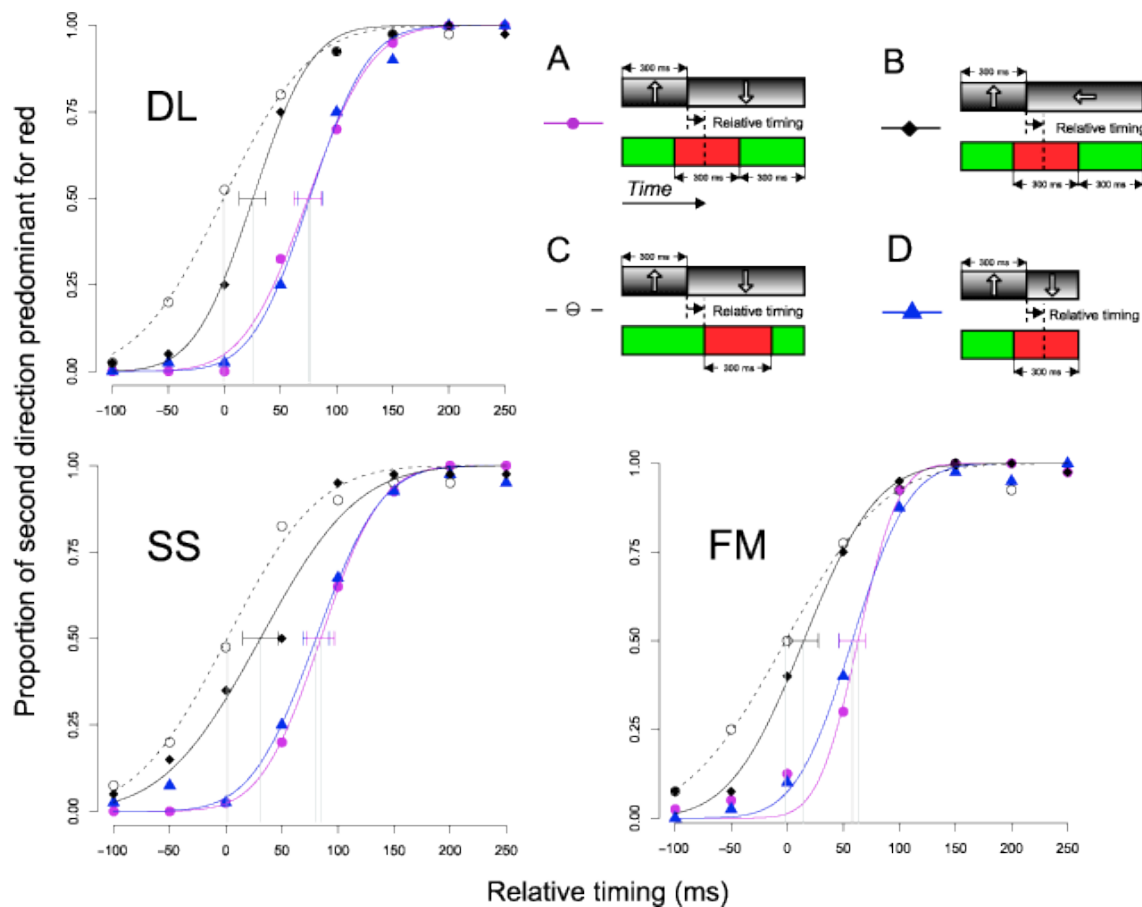 Proportion of second direction predominant for red
1.00
0.75
0.50
0.25
0.00
DL
−100 −50 0 50 100 150 200 250
A
300 ms
Relative timing
300 ms 300 ms
Time
B
300 ms
Relative timing
300 ms 300 ms
C
300 ms
Relative timing
300 ms
D
300 ms
Relative timing
300 ms
1.00
0.75
0.50
0.25
0.00
SS
−100 −50 0 50 100 150 200 250
1.00
0.75
0.50
0.25
0.00
FM
−100 −50 0 50 100 150 200 250
Relative timing (ms)